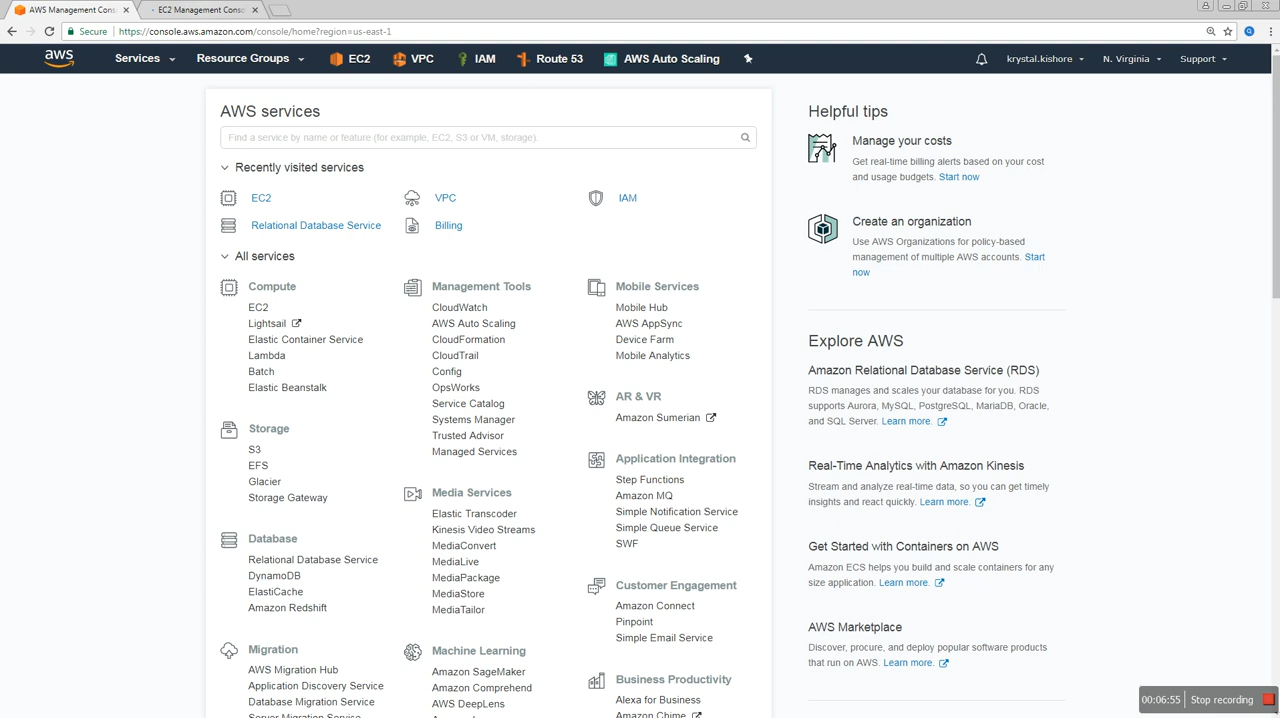 AWS Management Cons
EC2 Management Cons
Secure
https://console.aws.amazon.com/console/home?region=us-east-1
aws
Services
Resource Groups
EC2
VPC
IAM
Route 53
AWS Auto Scaling
krystal.kishore
N. Virginia
Support
AWS services
Find a service by name or feature (for example, EC2, S3 or VM, storage).
Recently visited services
EC2
VPC
IAM
Relational Database Service
Billing
All services
Compute
EC2
Lightsail
Elastic Container Service
Lambda
Batch
Elastic Beanstalk
Storage
S3
EFS
Glacier
Storage Gateway
Database
Relational Database Service
DynamoDB
ElastiCache
Amazon Redshift
Migration
AWS Migration Hub
Application Discovery Service
Database Migration Service
Server Migration Service
Management Tools
CloudWatch
AWS Auto Scaling
CloudFormation
CloudTrail
Config
OpsWorks
Service Catalog
Systems Manager
Trusted Advisor
Managed Services
Media Services
Elastic Transcoder
Kinesis Video Streams
MediaConvert
MediaLive
MediaPackage
MediaStore
MediaTailor
Machine Learning
Amazon SageMaker
Amazon Comprehend
AWS DeepLens
Mobile Services
Mobile Hub
AWS AppSync
Device Farm
Mobile Analytics
AR & VR
Amazon Sumerian
Application Integration
Step Functions
Amazon MQ
Simple Notification Service
Simple Queue Service
SWF
Customer Engagement
Amazon Connect
Pinpoint
Simple Email Service
Business Productivity
Alexa for Business
Amazon Chime
Helpful tips
Manage your costs
Get real-time billing alerts based on your cost
and usage budgets. Start now
Create an organization
Use AWS Organizations for policy-based
management of multiple AWS accounts. Start
now
Explore AWS
Amazon Relational Database Service (RDS)
RDS manages and scales your database for you. RDS
supports Aurora, MySQL, PostgreSQL, MariaDB, Oracle,
and SQL Server. Learn more.
Real-Time Analytics with Amazon Kinesis
Stream and analyze real-time data, so you can get timely
insights and react quickly. Learn more.
Get Started with Containers on AWS
Amazon ECS helps you build and scale containers for any
size application. Learn more.
AWS Marketplace
Discover, procure, and deploy popular software products
that run on AWS. Learn more.
00:06:55
Stop recording